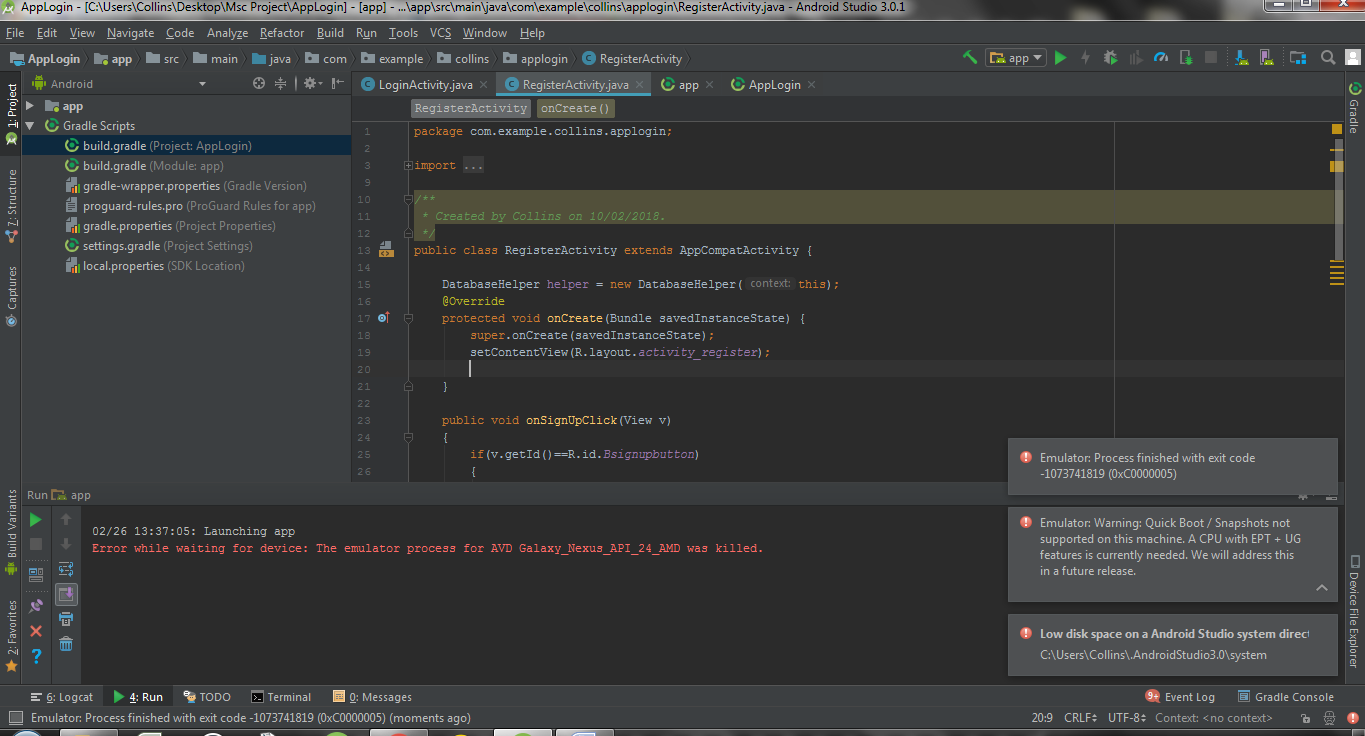 AppLogin - [C:\Users\Collins\Desktop\Msc Project\AppLogin] - [app] - ...\app\src\main\java\com\example\collins\applogin\RegisterActivity.java - Android Studio 3.0.1
File Edit View Navigate Code Analyze Refactor Build Run Tools VCS Window Help
AppLogin app src main java com example collins applogin RegisterActivity app
Android
LoginActivity.java RegisterActivity.java app AppLogin
1: Project
7: Structure
Captures
Build Variants
2: Favorites
app
Gradle Scripts
build.gradle (Project: AppLogin)
build.gradle (Module: app)
gradle-wrapper.properties (Gradle Version)
proguard-rules.pro (ProGuard Rules for app)
gradle.properties (Project Properties)
settings.gradle (Project Settings)
local.properties (SDK Location)
RegisterActivity onCreate()
1 package com.example.collins.applogin;
2
3 import ...
9
10 /**
11 * Created by Collins on 10/02/2018.
12 */
13 public class RegisterActivity extends AppCompatActivity {
14
15 DatabaseHelper helper = new DatabaseHelper( context: this);
16 @Override
17 protected void onCreate(Bundle savedInstanceState) {
18 super.onCreate(savedInstanceState);
19 setContentView(R.layout.activity_register);
20
21 }
22
23 public void onSignUpClick(View v)
24 {
25 if(v.getId()==R.id.Bsignupbutton)
26 {
Gradle
Device File Explorer
Emulator: Process finished with exit code
-1073741819 (0xC0000005)
Emulator: Warning: Quick Boot / Snapshots not
supported on this machine. A CPU with EPT + UG
features is currently needed. We will address this
in a future release.
Low disk space on a Android Studio system direct
C:\Users\Collins\.AndroidStudio3.0\system
Run app
02/26 13:37:05: Launching app
Error while waiting for device: The emulator process for AVD Galaxy_Nexus_API_24_AMD was killed.
6: Logcat 4: Run TODO Terminal 0: Messages 9+ Event Log Gradle Console
Emulator: Process finished with exit code -1073741819 (0xC0000005) (moments ago) 20:9 CRLF UTF-8 Context: <no context>